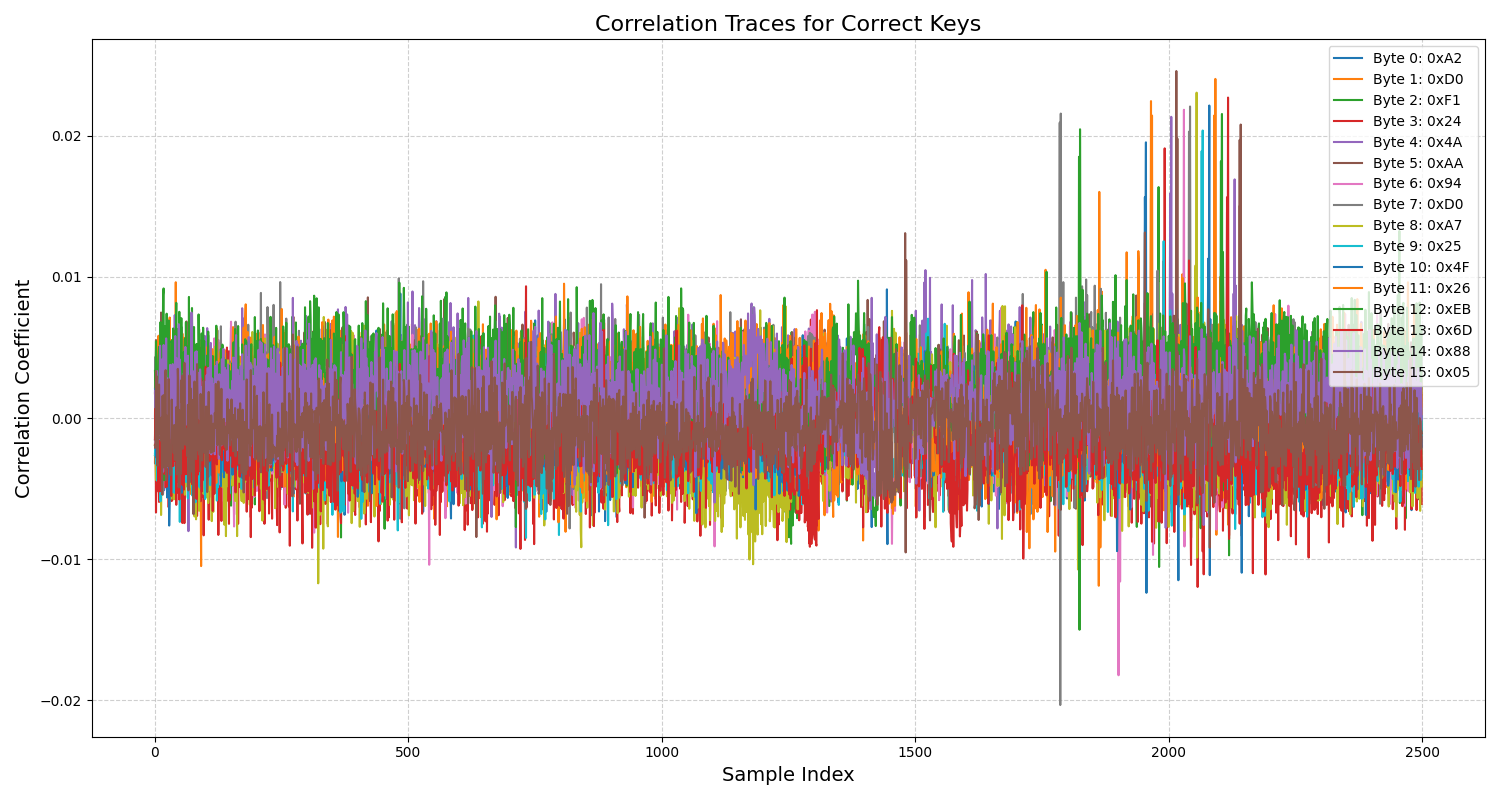 Correlation Traces for Correct Keys
Byte 0: 0xA2
Byte 1: 0xD0
Byte 2: 0xF1
Byte 3: 0x24
Byte 4: 0x4A
Byte 5: 0xAA
Byte 6: 0x94
Byte 7: 0xD0
Byte 8: 0xA7
Byte 9: 0x25
Byte 10: 0x4F
Byte 11: 0x26
Byte 12: 0xEB
Byte 13: 0x6D
Byte 14: 0x88
Byte 15: 0x05
Correlation Coefficient
0.02
0.01
0.00
−0.01
−0.02
0
500
1000
1500
2000
2500
Sample Index